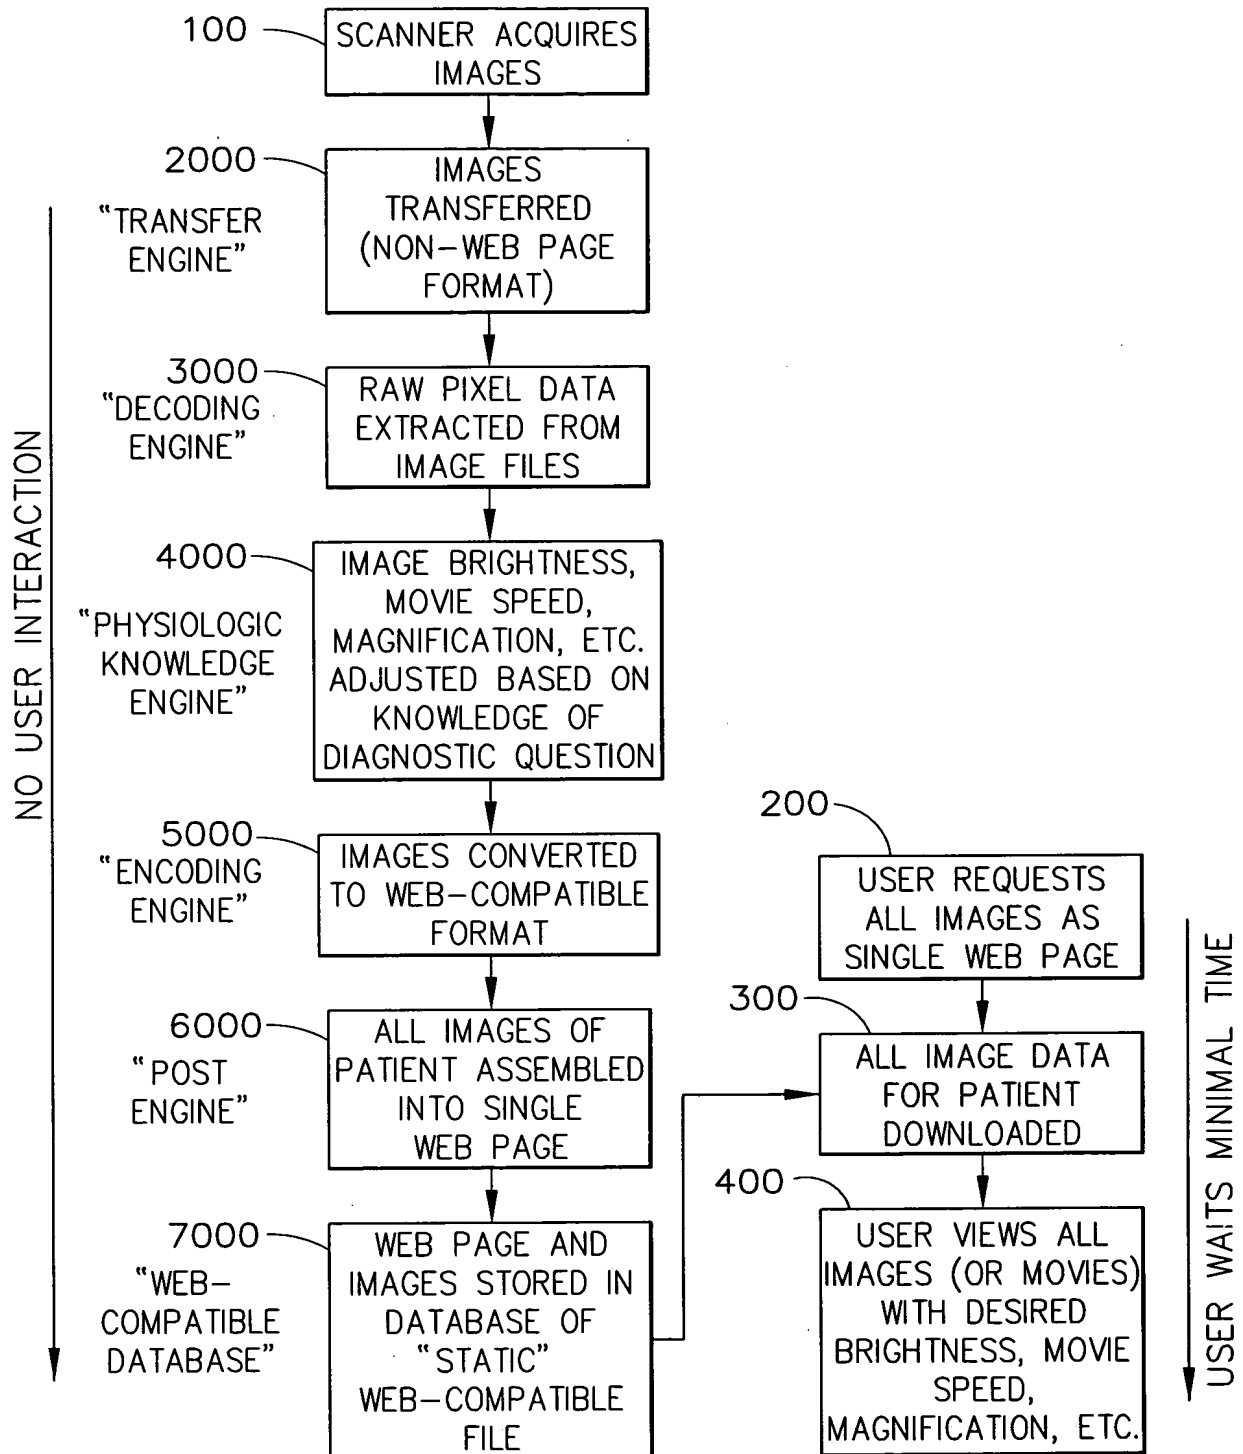 100
SCANNER ACQUIRES
IMAGES
2000
"TRANSFER
ENGINE"
IMAGES
TRANSFERRED
(NON-WEB PAGE
FORMAT)
3000
"DECODING
ENGINE"
RAW PIXEL DATA
EXTRACTED FROM
IMAGE FILES
NO USER INTERACTION
4000
"PHYSIOLOGIC
KNOWLEDGE
ENGINE"
IMAGE BRIGHTNESS,
MOVIE SPEED,
MAGNIFICATION, ETC.
ADJUSTED BASED ON
KNOWLEDGE OF
DIAGNOSTIC QUESTION
5000
"ENCODING
ENGINE"
IMAGES CONVERTED
TO WEB-COMPATIBLE
FORMAT
6000
"POST
ENGINE"
ALL IMAGES OF
PATIENT ASSEMBLED
INTO SINGLE
WEB PAGE
7000
"WEB-
COMPATIBLE
DATABASE"
WEB PAGE AND
IMAGES STORED IN
DATABASE OF
"STATIC"
WEB-COMPATIBLE
FILE
200
USER REQUESTS
ALL IMAGES AS
SINGLE WEB PAGE
300
ALL IMAGE DATA
FOR PATIENT
DOWNLOADED
400
USER VIEWS ALL
IMAGES (OR MOVIES)
WITH DESIRED
BRIGHTNESS, MOVIE
SPEED,
MAGNIFICATION, ETC.
USER WAITS MINIMAL TIME